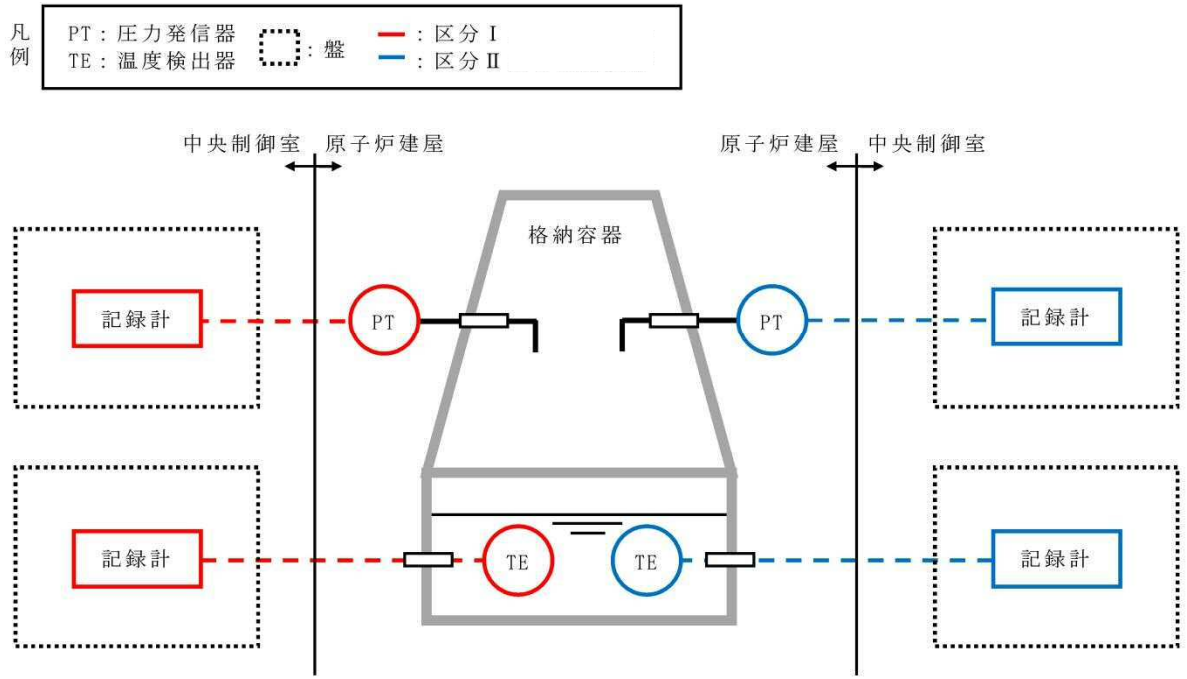 凡例
PT：圧力発信器
TE：温度検出器
：盤
：区分Ⅰ
：区分Ⅱ
中央制御室
原子炉建屋
原子炉建屋
中央制御室
格納容器
記録計
PT
PT
記録計
記録計
TE
TE
記録計